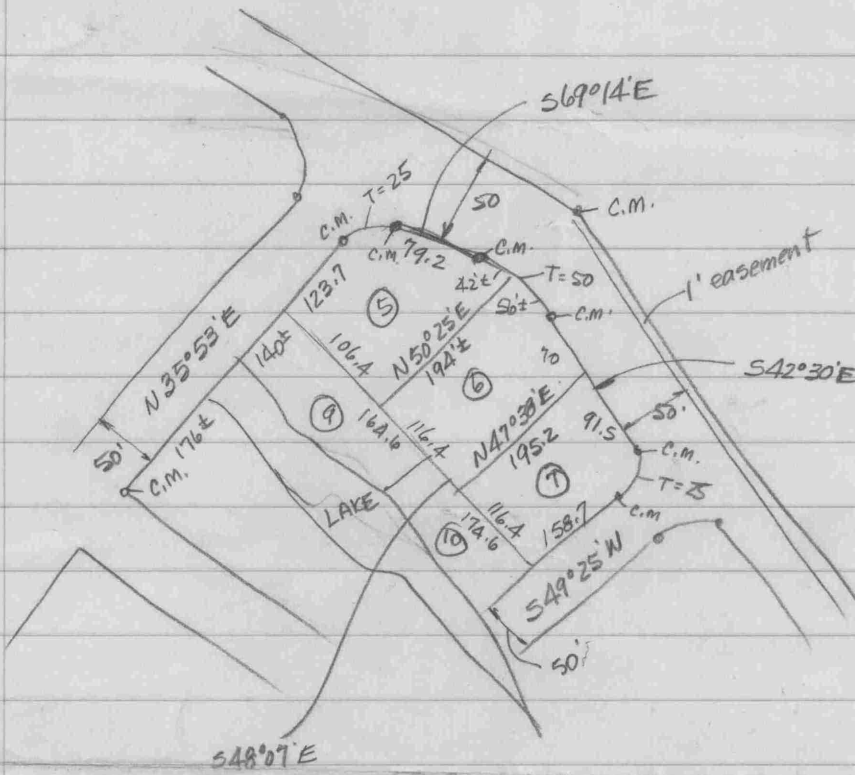 S69°14'E
50
C.M.
T=25
C.M.
C.M.
C.M.
79.2
42±'
T=50
1' easement
123.7
5
50'±
C.M.
N 35°53'E
140±
106.4
N50°25'E
194'±
6
70
S42°30'E
9
164.6
116.4
N47°38'E
195.2
91.5
50'
50'
176±
C.M.
C.M.
T=25
LAKE
7
C.M.
10
174.6
116.4
158.7
S49°25'W
50'
S48°07'E